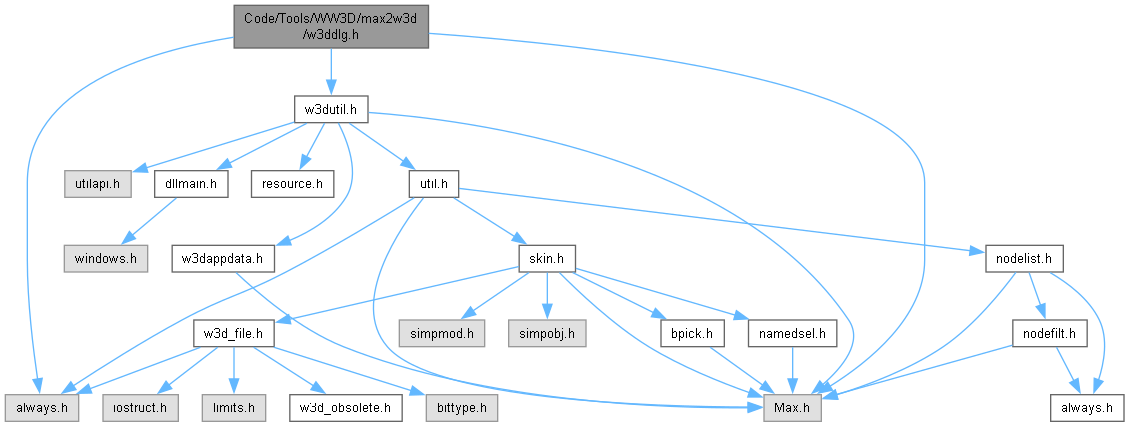 Code/Tools/WW3D/max2w3d
/w3ddlg.h
w3dutil.h
utilapi.h
dllmain.h
resource.h
util.h
windows.h
w3dappdata.h
skin.h
nodelist.h
w3d_file.h
simpmod.h
simpobj.h
bpick.h
namedsel.h
nodefilt.h
always.h
iostruct.h
limits.h
w3d_obsolete.h
bittype.h
Max.h
always.h